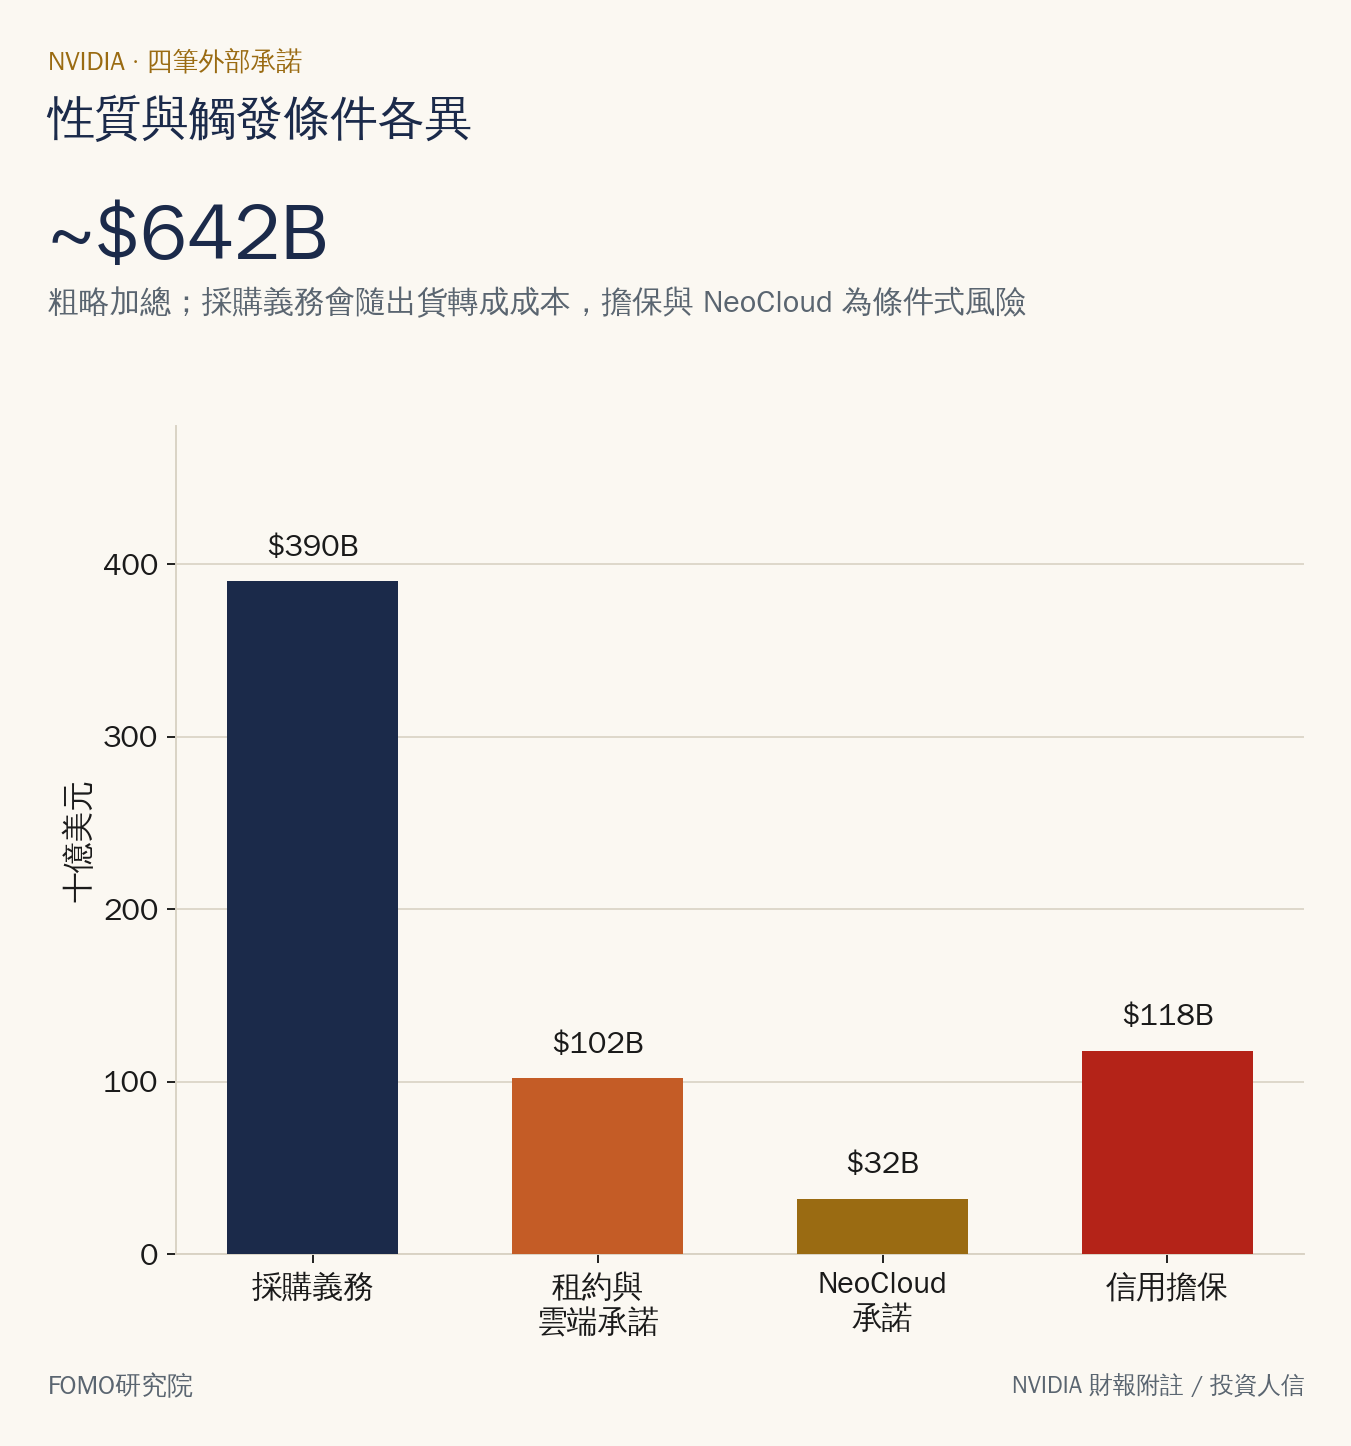 NVIDIA · 四筆外部承諾
性質與觸發條件各異
~$642B
粗略加總；採購義務會隨出貨轉成成本，擔保與 NeoCloud 為條件式風險
十億美元
400
300
200
100
0
$390B
$102B
$32B
$118B
採購義務
租約與
雲端承諾
NeoCloud
承諾
信用擔保
FOMO研究院
NVIDIA 財報附註 / 投資人信